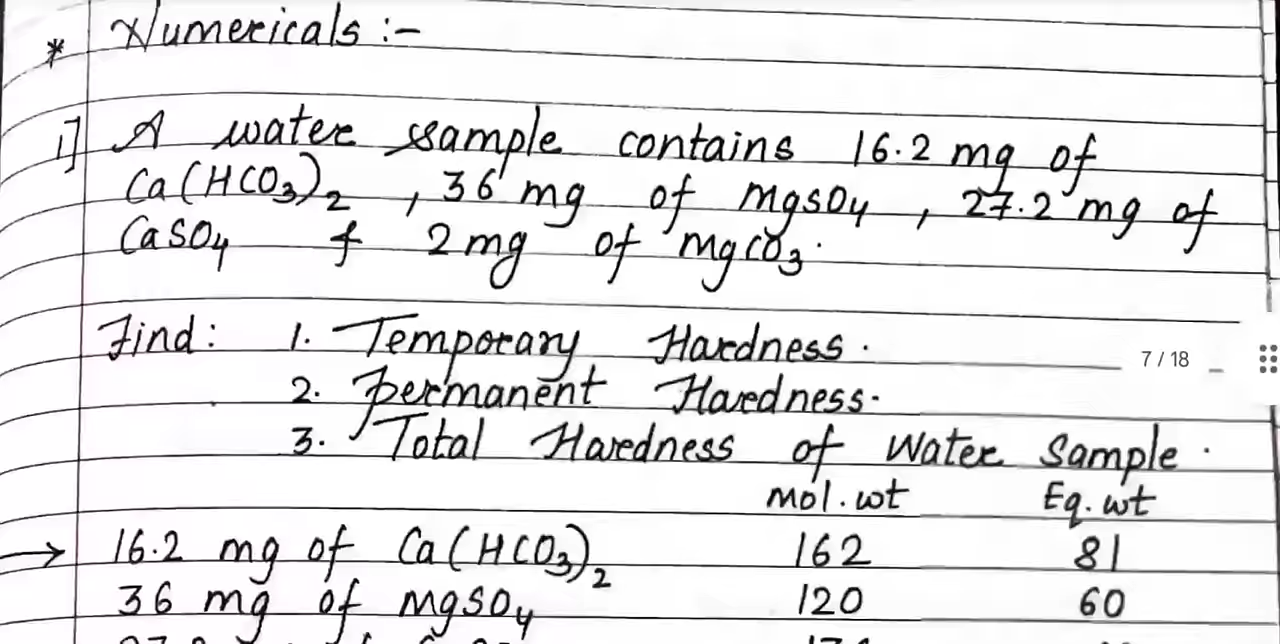 * Numericals :-
1] A water sample contains 16.2 mg of
Ca(HCO3)2 , 36 mg of mgso4 , 27.2 mg of
CaSO4 & 2 mg of mgco3.
Find: 1. Temporary Hardness.
7 / 18
2. Permanent Hardness.
3. Total Hardness of Water Sample.
mol. wt Eq. wt
→ 16.2 mg of Ca(HCO3)2 162 81
36 mg of mgSO4 120 60